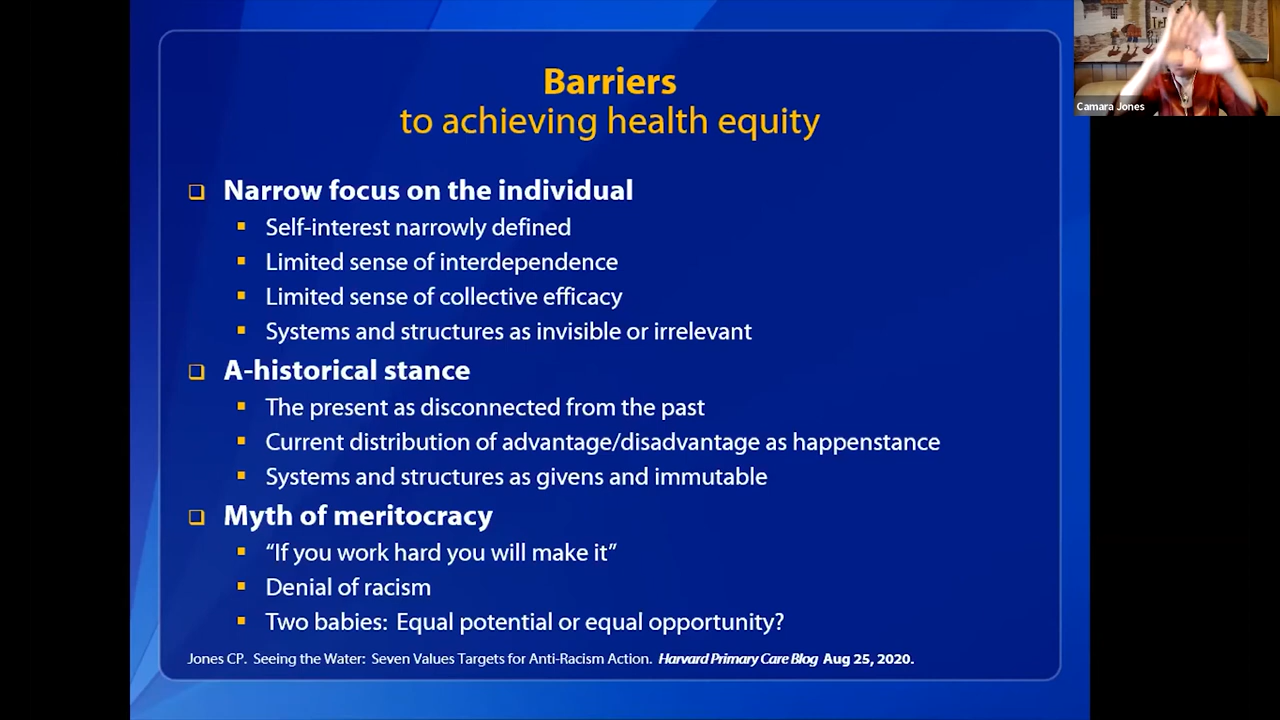 Barriers
to achieving health equity
Narrow focus on the individual
Self-interest narrowly defined
Limited sense of interdependence
Limited sense of collective efficacy
Systems and structures as invisible or irrelevant
A-historical stance
The present as disconnected from the past
Current distribution of advantage/disadvantage as happenstance
Systems and structures as givens and immutable
Myth of meritocracy
“If you work hard you will make it”
Denial of racism
Two babies: Equal potential or equal opportunity?
Jones CP. Seeing the Water: Seven Values Targets for Anti-Racism Action. Harvard Primary Care Blog Aug 25, 2020.
Camara Jones